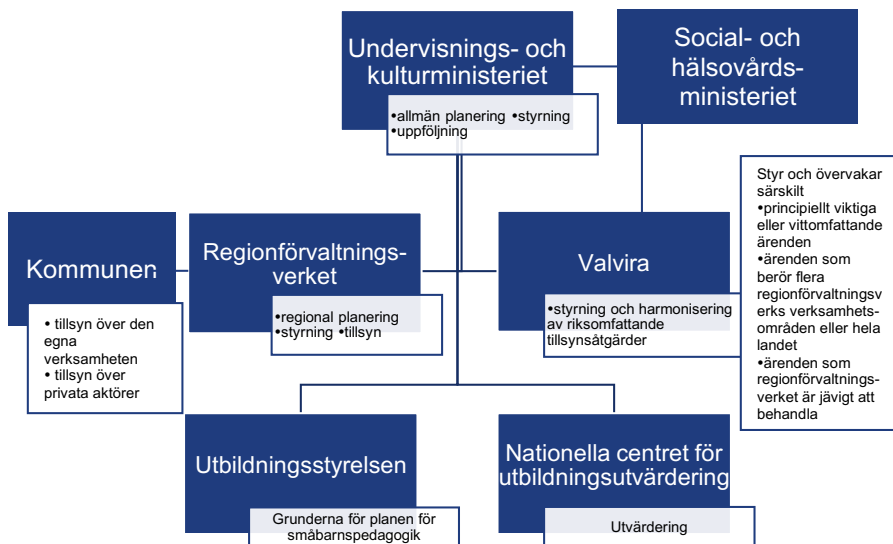 Undervisnings- och
kulturministeriet
•allmän planering •styrning
•uppföljning
Social- och
hälsovårds-
ministeriet
Kommunen
• tillsyn över den
egna
verksamheten
• tillsyn över
privata aktörer
Regionförvaltnings-
verket
•regional planering
•styrning •tillsyn
Valvira
•styrning och harmonisering
av riksomfattande
tillsynsåtgärder
Styr och övervakar
särskilt
•principiellt viktiga
eller vittomfattande
ärenden
•ärenden som
berör flera
regionförvaltningsv
erks verksamhets-
områden eller hela
landet
•ärenden som
regionförvaltnings-
verket är jävigt att
behandla
Utbildningsstyrelsen
Grunderna för planen för
småbarnspedagogik
Nationella centret för
utbildningsutvärdering
Utvärdering